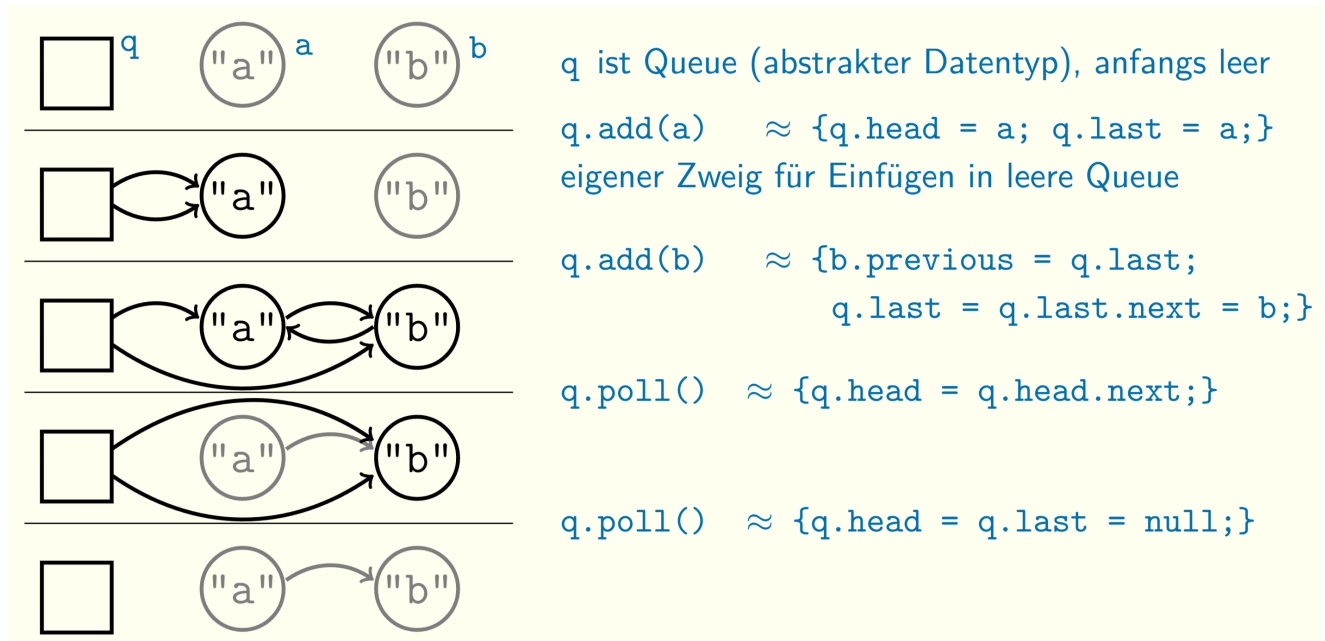 q "a" a "b" b
q ist Queue (abstrakter Datentyp), anfangs leer
q.add(a) ≈ {q.head = a; q.last = a;}
eigener Zweig für Einfügen in leere Queue
"a" "b"
q.add(b) ≈ {b.previous = q.last;
q.last = q.last.next = b;}
"a" "b"
q.poll() ≈ {q.head = q.head.next;}
"a" "b"
q.poll() ≈ {q.head = q.last = null;}
"a" "b"